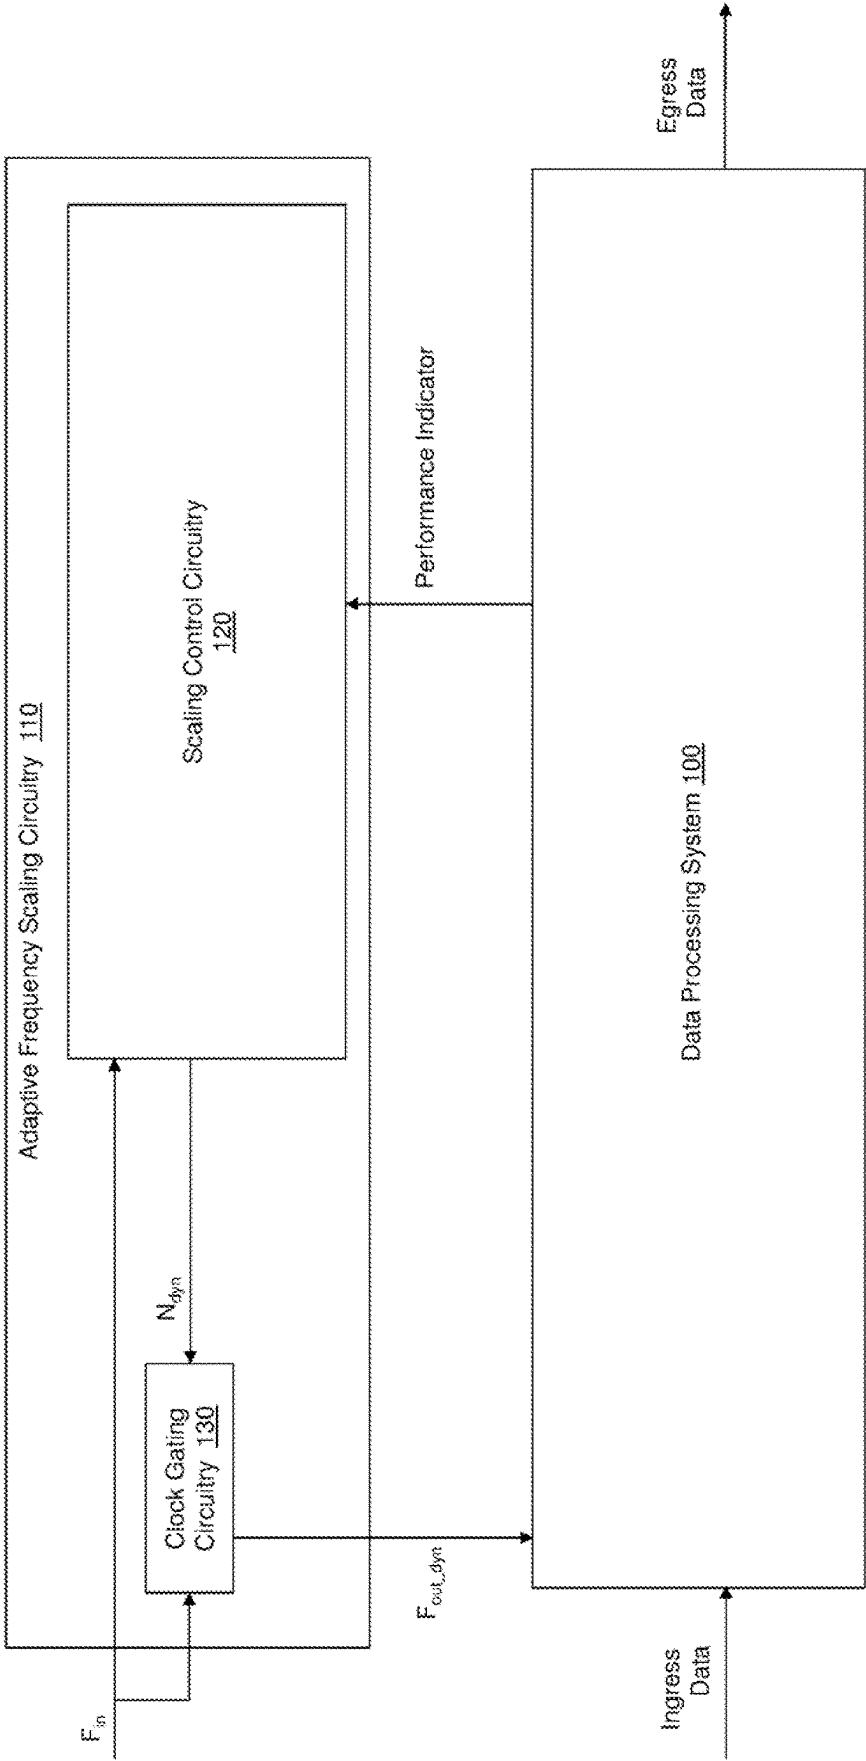 Adaptive Frequency Scaling Circuitry 110
F_in
Clock Gating
Circuitry 130
N_dyn
Scaling Control Circuitry
120
F_out_dyn
Performance Indicator
Ingress
Data
Data Processing System 100
Egress
Data